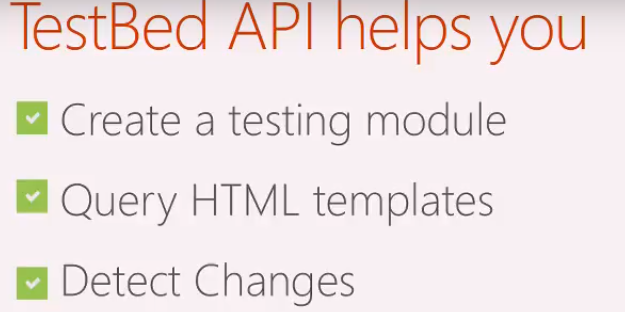 TestBed API helps you
Create a testing module
Query HTML templates
Detect Changes